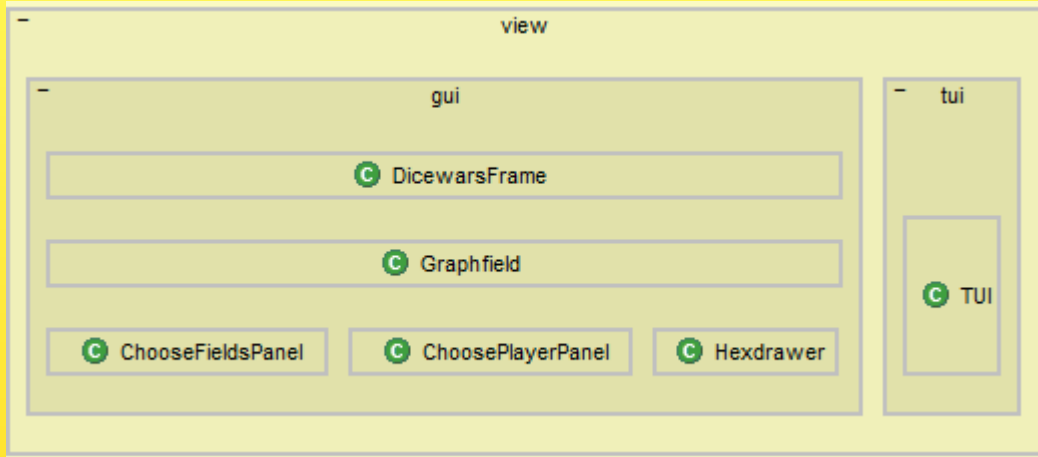 −
view
−
gui
−
tui
C DicewarsFrame
C Graphfield
C TUI
C ChooseFieldsPanel
C ChoosePlayerPanel
C Hexdrawer